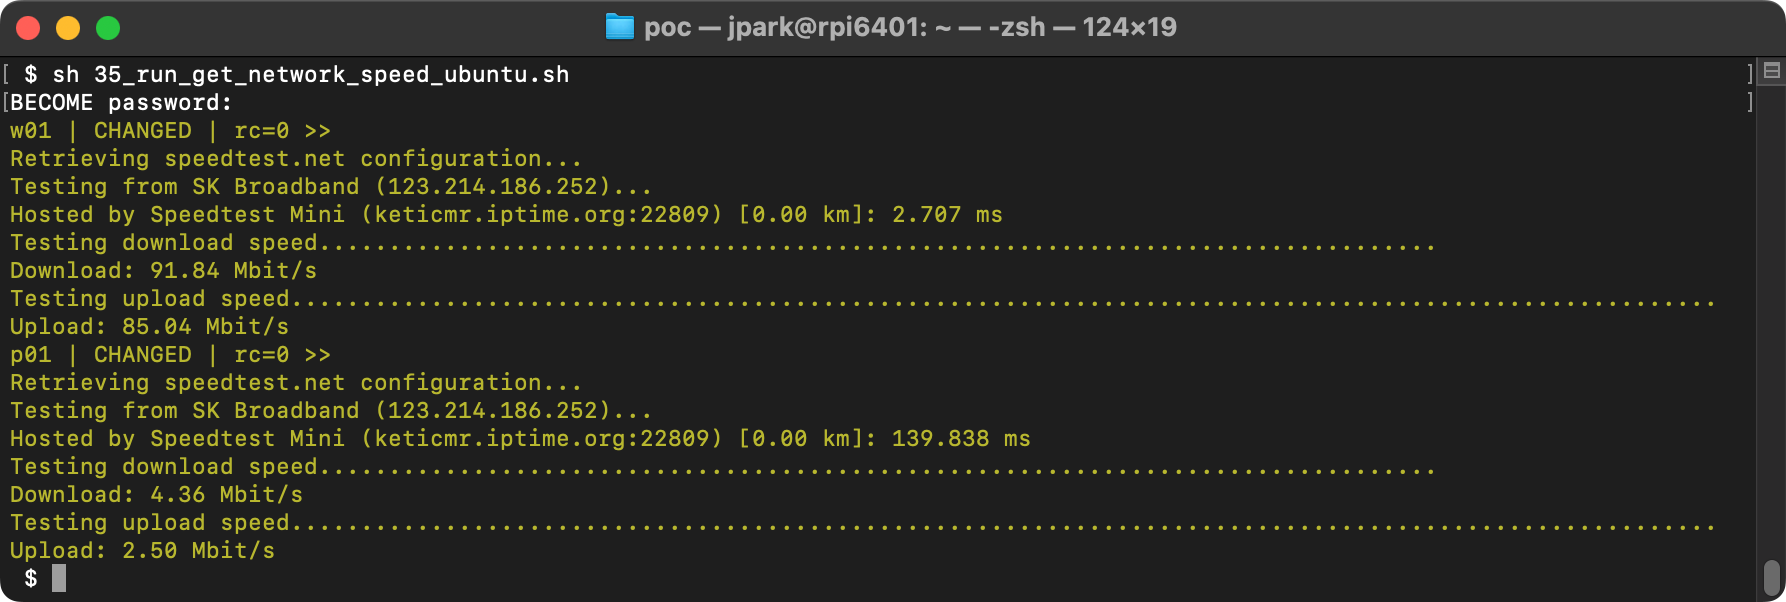 poc — jpark@rpi6401: ~ — -zsh — 124×19
[ $ sh 35_run_get_network_speed_ubuntu.sh ]
[BECOME password: ]
w01 | CHANGED | rc=0 >>
Retrieving speedtest.net configuration...
Testing from SK Broadband (123.214.186.252)...
Hosted by Speedtest Mini (keticmr.iptime.org:22809) [0.00 km]: 2.707 ms
Testing download speed................................................................................
Download: 91.84 Mbit/s
Testing upload speed......................................................................................................
Upload: 85.04 Mbit/s
p01 | CHANGED | rc=0 >>
Retrieving speedtest.net configuration...
Testing from SK Broadband (123.214.186.252)...
Hosted by Speedtest Mini (keticmr.iptime.org:22809) [0.00 km]: 139.838 ms
Testing download speed................................................................................
Download: 4.36 Mbit/s
Testing upload speed......................................................................................................
Upload: 2.50 Mbit/s
$